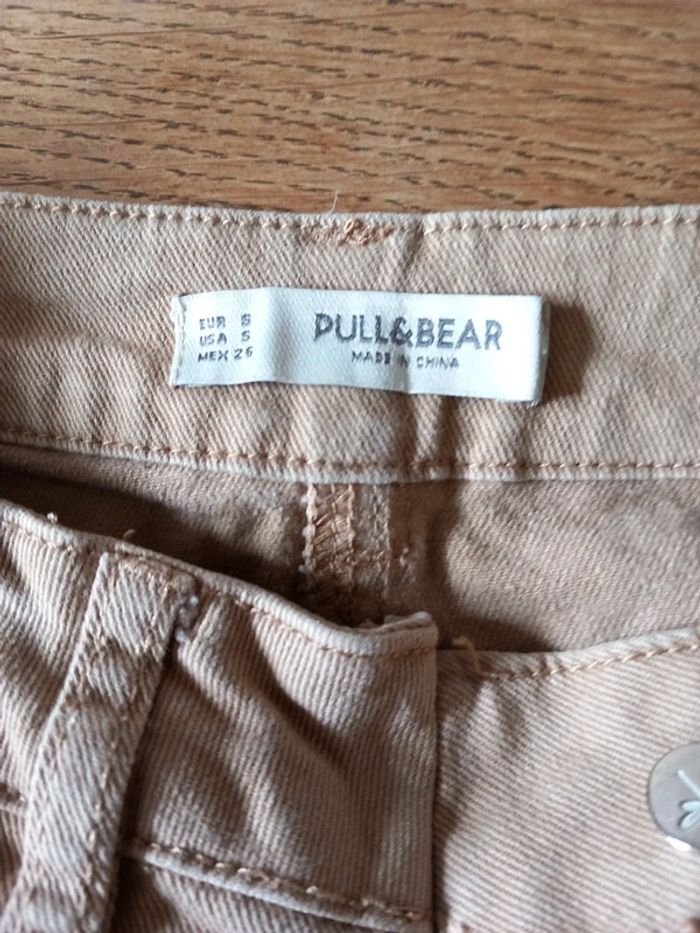 EUR S
USA S
MEX 26
PULL&BEAR
MADE IN CHINA